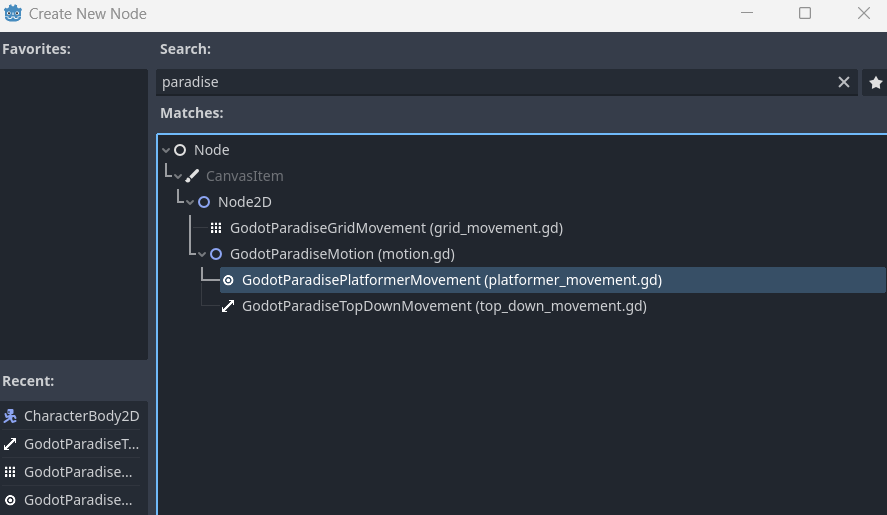 Create New Node
Favorites:
Search:
paradise
Matches:
Node
CanvasItem
Node2D
GodotParadiseGridMovement (grid_movement.gd)
GodotParadiseMotion (motion.gd)
GodotParadisePlatformerMovement (platformer_movement.gd)
GodotParadiseTopDownMovement (top_down_movement.gd)
Recent:
CharacterBody2D
GodotParadiseT...
GodotParadise...
GodotParadise...